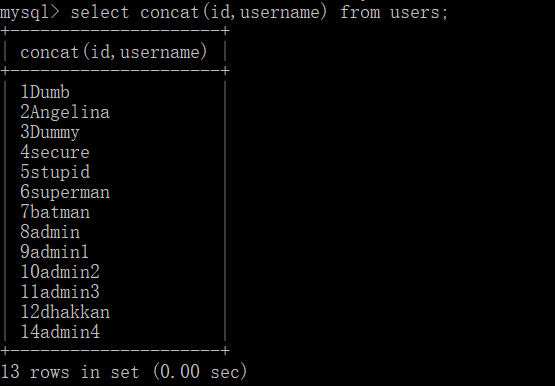 mysql> select concat(id,username) from users;
+---------------------+
| concat(id,username) |
+---------------------+
| 1Dumb               |
| 2Angelina           |
| 3Dummy              |
| 4secure             |
| 5stupid             |
| 6superman           |
| 7batman             |
| 8admin              |
| 9admin1             |
| 10admin2            |
| 11admin3            |
| 12dhakkan           |
| 14admin4            |
+---------------------+
13 rows in set (0.00 sec)